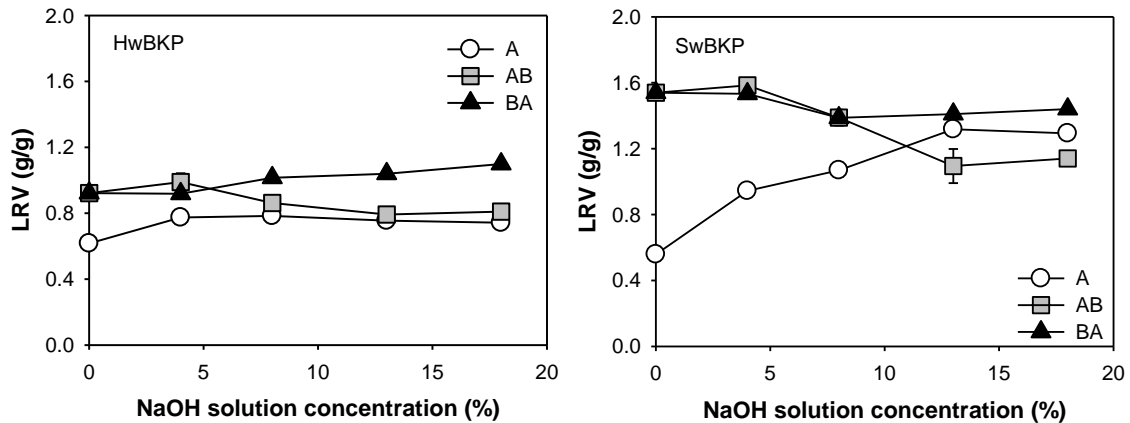 HwBKP
A
AB
BA
LRV (g/g)
2.0
1.6
1.2
0.8
0.4
0.0
0 5 10 15 20
NaOH solution concentration (%)
SwBKP
A
AB
BA
LRV (g/g)
2.0
1.6
1.2
0.8
0.4
0.0
0 5 10 15 20
NaOH solution concentration (%)